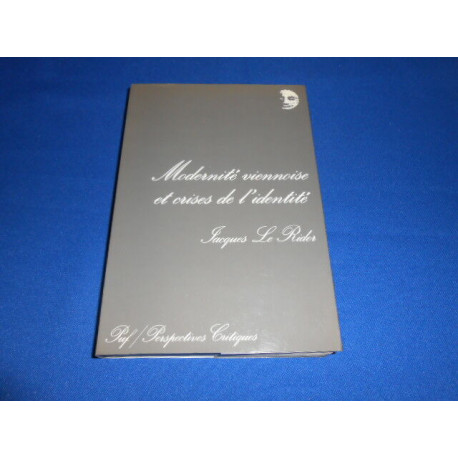 Modernité viennoise
et crises de l'identité
Jacques Le Rider
Puf/Perspectives Critiques